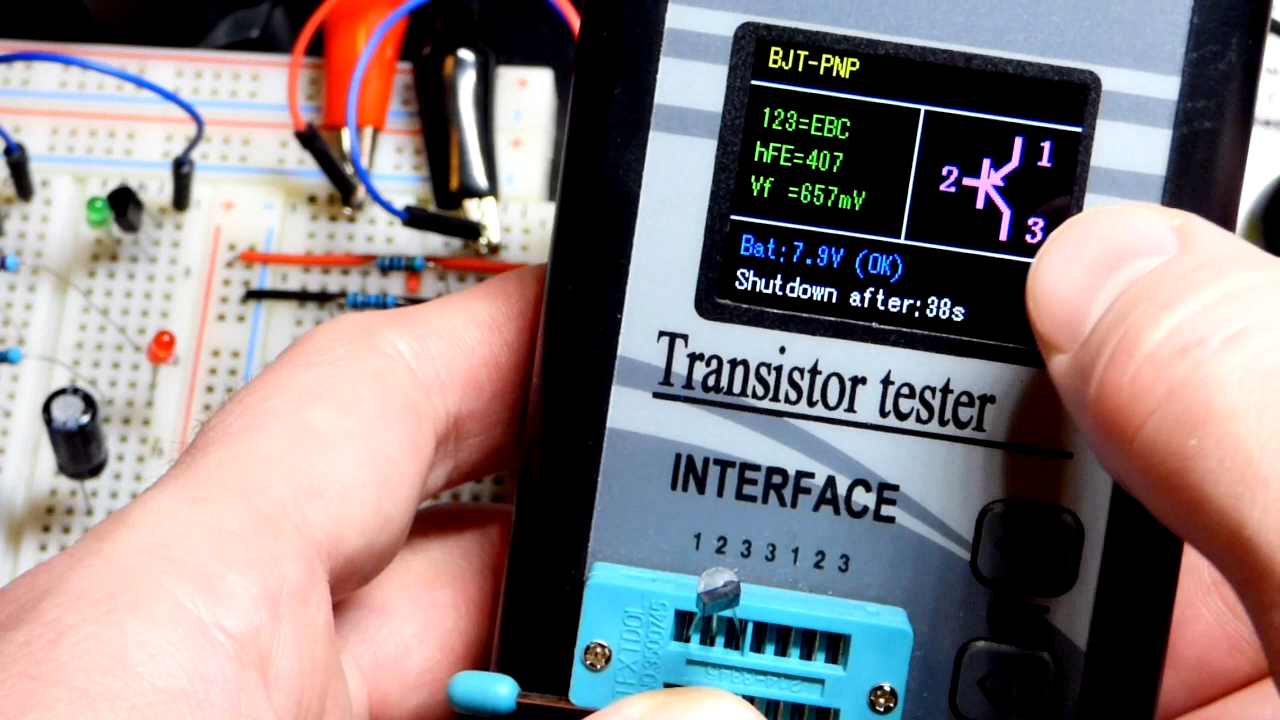 BJT-PNP
123=EBC
hFE=407
Vf =657mV
1
2
3
Bat:7.9V (OK)
Shutdown after:38s
Transistor tester
INTERFACE
1 2 3 3 1 2 3